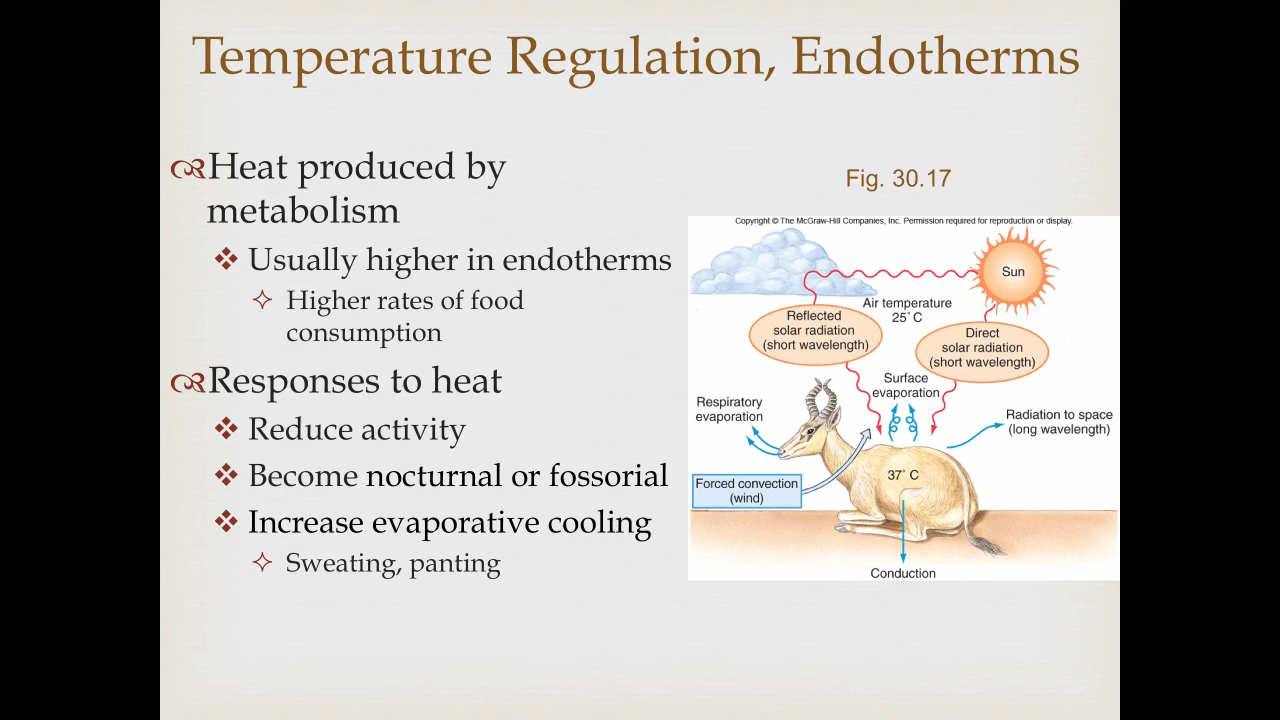 Temperature Regulation, Endotherms
Heat produced by
metabolism
Usually higher in endotherms
Higher rates of food
consumption
Responses to heat
Reduce activity
Become nocturnal or fossorial
Increase evaporative cooling
Sweating, panting
Fig. 30.17
Copyright © The McGraw-Hill Companies, Inc. Permission required for reproduction or display.
Sun
Air temperature
25˚ C
Reflected
solar radiation
(short wavelength)
Direct
solar radiation
(short wavelength)
Surface
evaporation
Respiratory
evaporation
Radiation to space
(long wavelength)
37˚ C
Forced convection
(wind)
Conduction